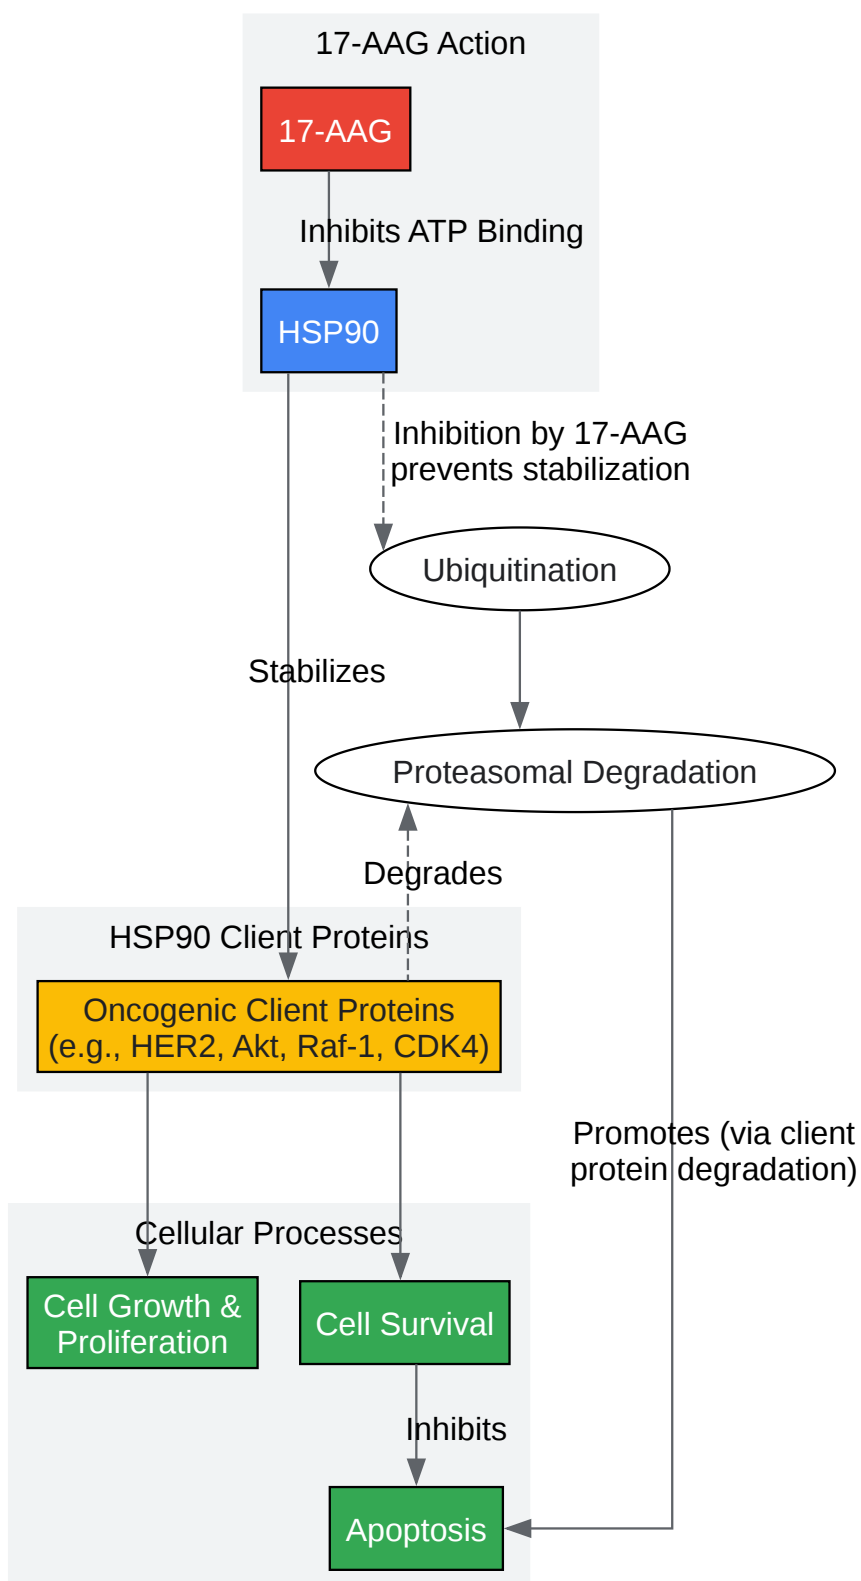 17-AAG Action
17-AAG
Inhibits ATP Binding
HSP90
Inhibition by 17-AAG
prevents stabilization
Ubiquitination
Stabilizes
Proteasomal Degradation
Degrades
HSP90 Client Proteins
Oncogenic Client Proteins
(e.g., HER2, Akt, Raf-1, CDK4)
Promotes (via client
protein degradation)
Cellular Processes
Cell Growth &
Proliferation
Cell Survival
Inhibits
Apoptosis